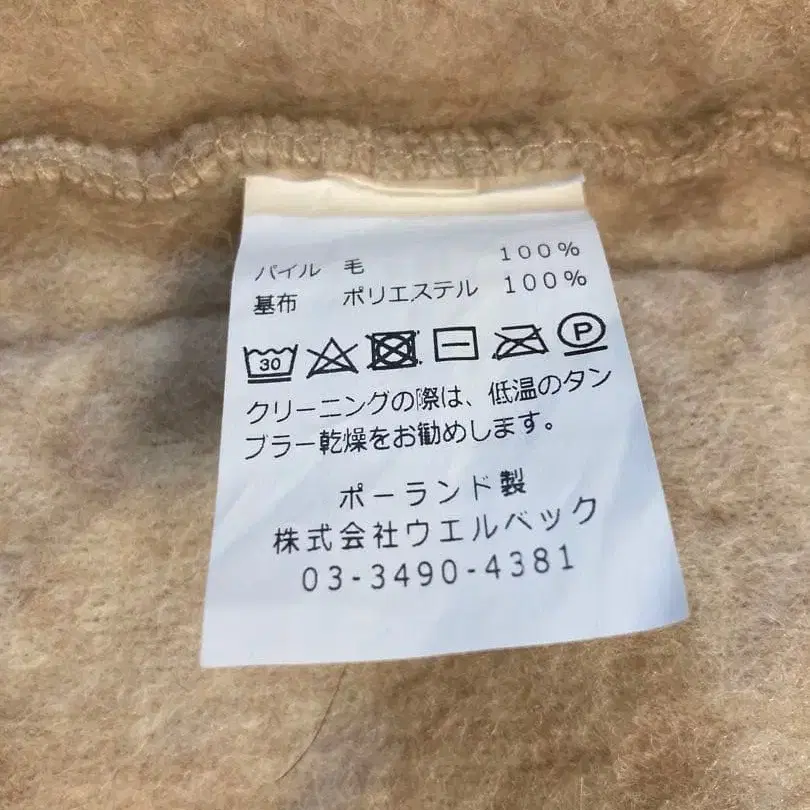 パイル 毛 100%
基布 ポリエステル 100%
30 P
クリーニングの際は、低温のタン
ブラー乾燥をお勧めします。
ポーランド製
株式会社ウエルベック
03-3490-4381